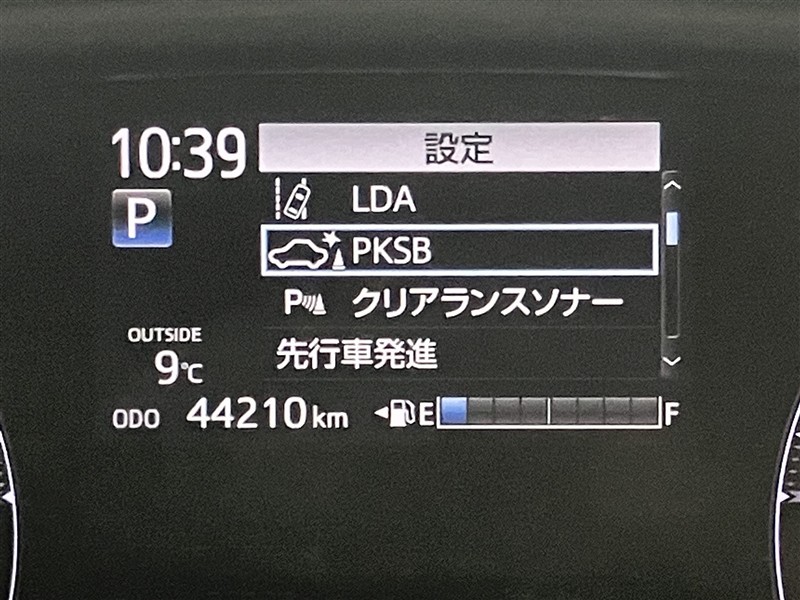 10:39
設定
P
LDA
PKSB
P クリアランスソナー
先行車発進
OUTSIDE
9℃
ODO 44210 km
E F